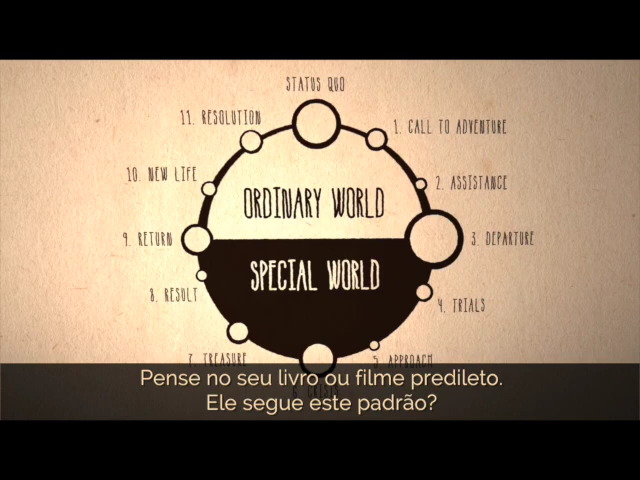 STATUS QUO
11. RESOLUTION
1. CALL TO ADVENTURE
10. NEW LIFE
2. ASSISTANCE
ORDINARY WORLD
9. RETURN
3. DEPARTURE
SPECIAL WORLD
8. RESULT
4. TRIALS
7. TREASURE
5. APPROACH
Pense no seu livro ou filme predileto.
Ele segue este padrão?